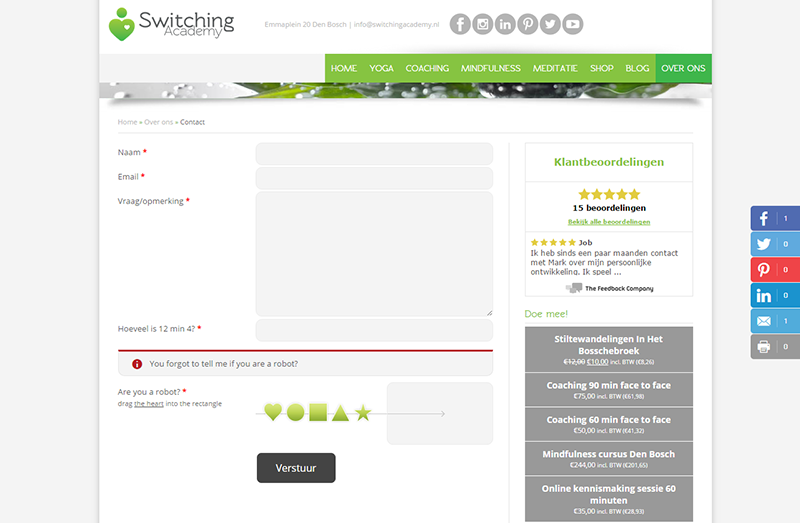 Switching
Academy
Emmaplein 20 Den Bosch | info@switchingacademy.nl
HOME YOGA COACHING MINDFULNESS MEDITATIE SHOP BLOG OVER ONS
Home » Over ons » Contact
Naam *
Email *
Vraag/opmerking *
Hoeveel is 12 min 4? *
You forgot to tell me if you are a robot?
Are you a robot? *
drag the heart into the rectangle
Verstuur
Klantbeoordelingen
15 beoordelingen
Bekijk alle beoordelingen
Job
Ik heb sinds een paar maanden contact
met Mark over mijn persoonlijke
ontwikkeling. Ik speel ...
The Feedback Company
Doe mee!
Stiltewandelingen In Het
Bosschebroek
€12,00 €10,00 incl. BTW (€8,26)
Coaching 90 min face to face
€75,00 incl. BTW (€61,98)
Coaching 60 min face to face
€50,00 incl. BTW (€41,32)
Mindfulness cursus Den Bosch
€244,00 incl. BTW (€201,65)
Online kennismaking sessie 60
minuten
€35,00 incl. BTW (€28,93)
1
0
0
0
1
0